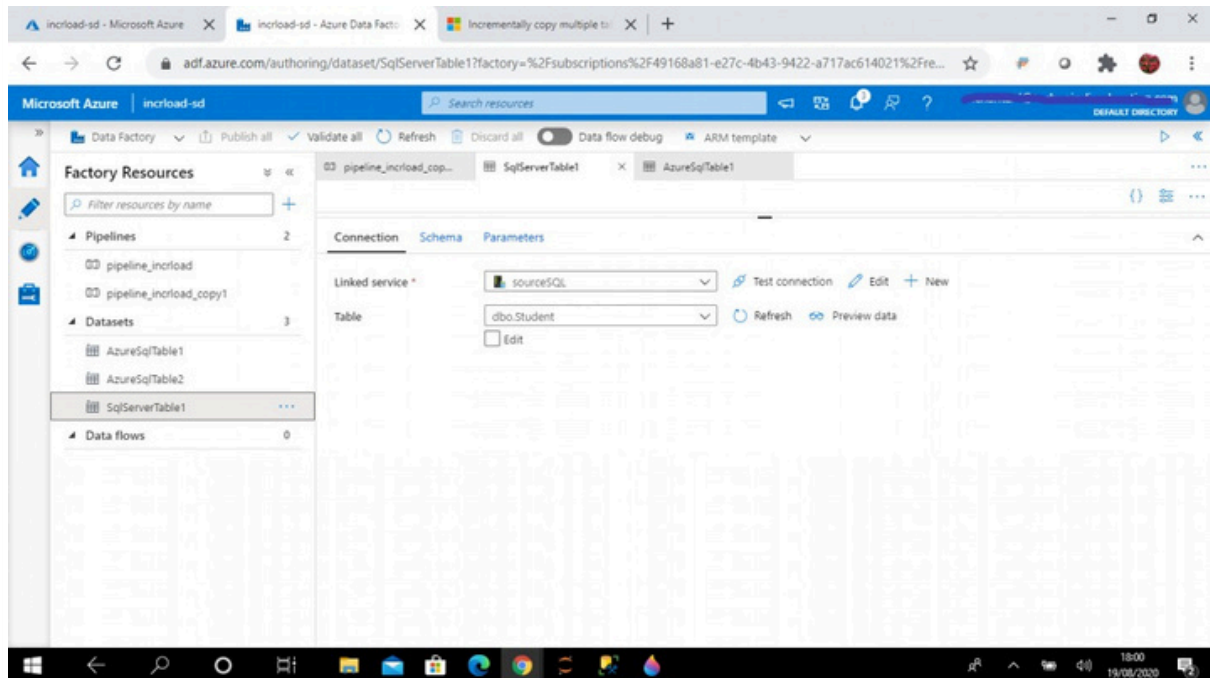 incrload-sd - Microsoft Azure
incrload-sd - Azure Data Facto
Incrementally copy multiple ta
adf.azure.com/authoring/dataset/SqlServerTable1?factory=%2Fsubscriptions%2F49168a81-e27c-4b43-9422-a717ac614021%2Fre...
Microsoft Azure incrload-sd Search resources 3 ?
DEFAULT DIRECTORY
Data Factory Publish all Validate all Refresh Discard all Data flow debug ARM template
Factory Resources
Filter resources by name
Pipelines 2
pipeline_incrload
pipeline_incrload_copy1
Datasets 3
AzureSqlTable1
AzureSqlTable2
SqlServerTable1
Data flows 0
pipeline_incrload_cop... SqlServerTable1 AzureSqlTable1
Connection Schema Parameters
Linked service * sourceSQL Test connection Edit New
Table dbo.Student Refresh Preview data
Edit
18:00
19/08/2020